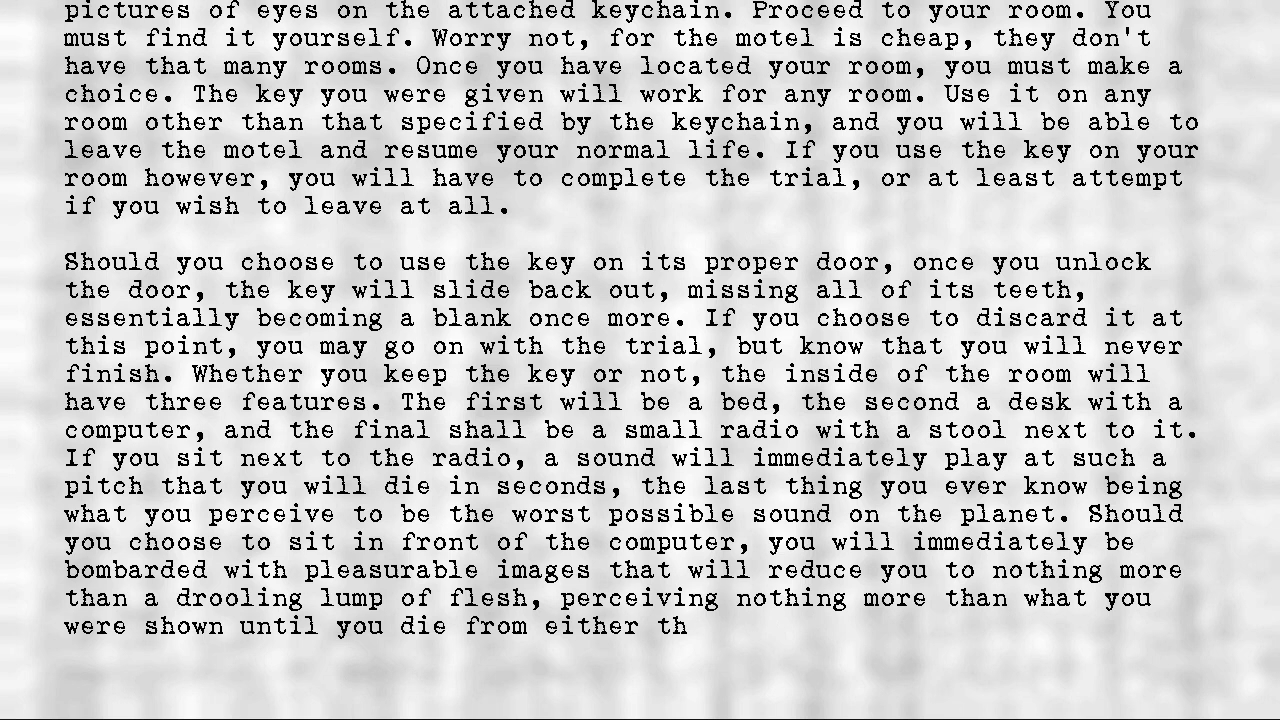 pictures of eyes on the attached keychain. Proceed to your room. You
must find it yourself. Worry not, for the motel is cheap, they don't
have that many rooms. Once you have located your room, you must make a
choice. The key you were given will work for any room. Use it on any
room other than that specified by the keychain, and you will be able to
leave the motel and resume your normal life. If you use the key on your
room however, you will have to complete the trial, or at least attempt
if you wish to leave at all.

Should you choose to use the key on its proper door, once you unlock
the door, the key will slide back out, missing all of its teeth,
essentially becoming a blank once more. If you choose to discard it at
this point, you may go on with the trial, but know that you will never
finish. Whether you keep the key or not, the inside of the room will
have three features. The first will be a bed, the second a desk with a
computer, and the final shall be a small radio with a stool next to it.
If you sit next to the radio, a sound will immediately play at such a
pitch that you will die in seconds, the last thing you ever know being
what you perceive to be the worst possible sound on the planet. Should
you choose to sit in front of the computer, you will immediately be
bombarded with pleasurable images that will reduce you to nothing more
than a drooling lump of flesh, perceiving nothing more than what you
were shown until you die from either th